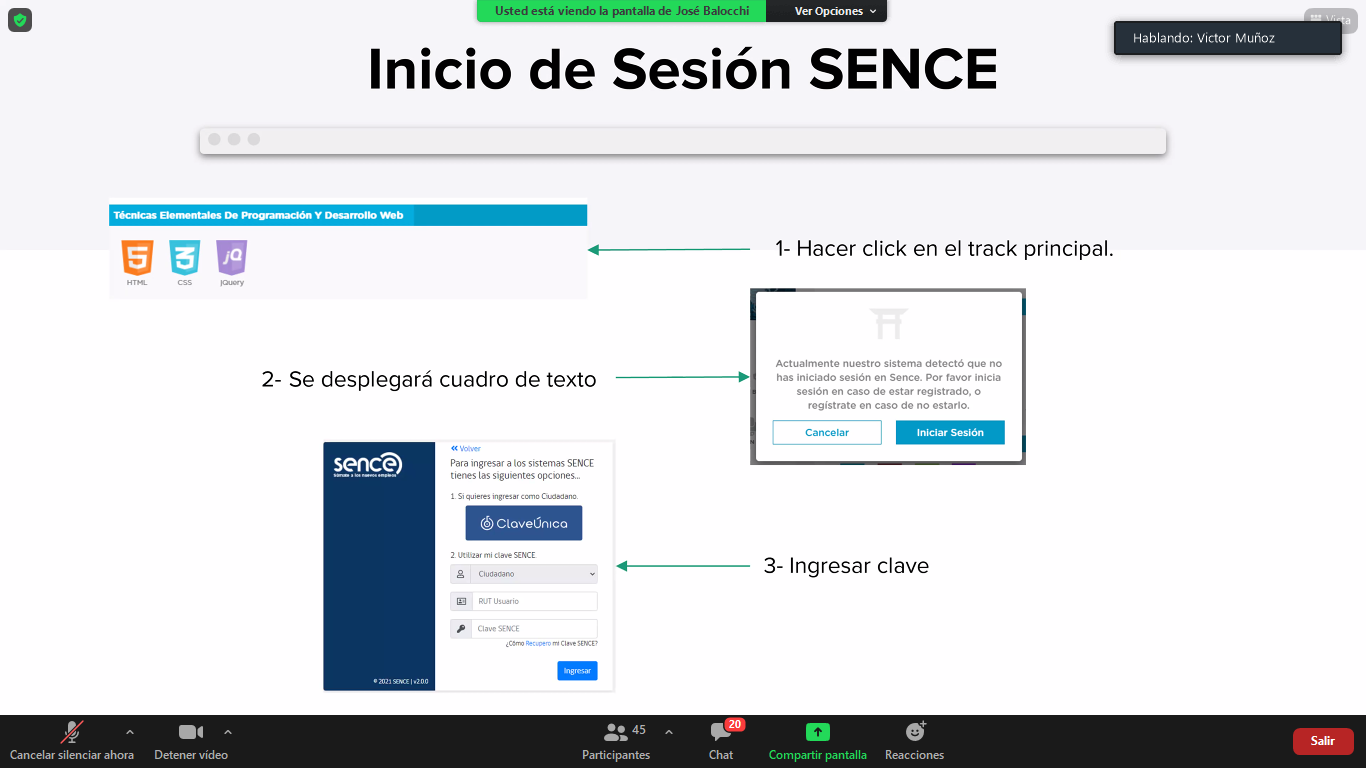 Usted está viendo la pantalla de José Balocchi
Ver Opciones
Vista
Hablando: Victor Muñoz
Inicio de Sesión SENCE
Técnicas Elementales De Programación Y Desarrollo Web
HTML
CSS
jQ
JQuery
1- Hacer click en el track principal.
Actualmente nuestro sistema detectó que no
has iniciado sesión en Sence. Por favor inicia
sesión en caso de estar registrado, o
regístrate en caso de no estarlo.
Cancelar
Iniciar Sesión
2- Se desplegará cuadro de texto
sence
súmate a los nuevos empleos
Volver
Para ingresar a los sistemas SENCE
tienes las siguientes opciones...
1. Si quieres ingresar como Ciudadano.
ClaveÚnica
2. Utilizar mi clave SENCE.
Ciudadano
RUT Usuario
Clave SENCE
¿Cómo Recupero mi Clave SENCE?
Ingresar
© 2021 SENCE | v2.0.0
3- Ingresar clave
Cancelar silenciar ahora
Detener vídeo
45
Participantes
20
Chat
Compartir pantalla
Reacciones
Salir